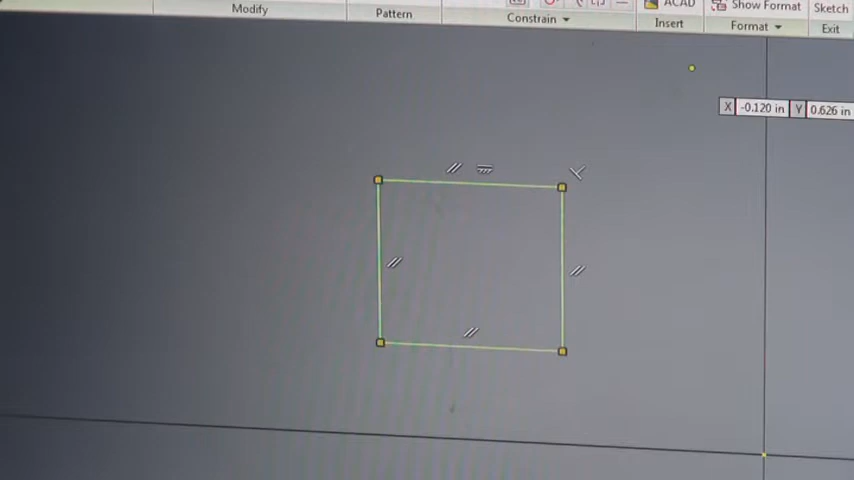 ACAD
Show Format
Sketch
Modify
Pattern
Constrain
Insert
Format
Exit
X -0.120 in Y 0.626 in